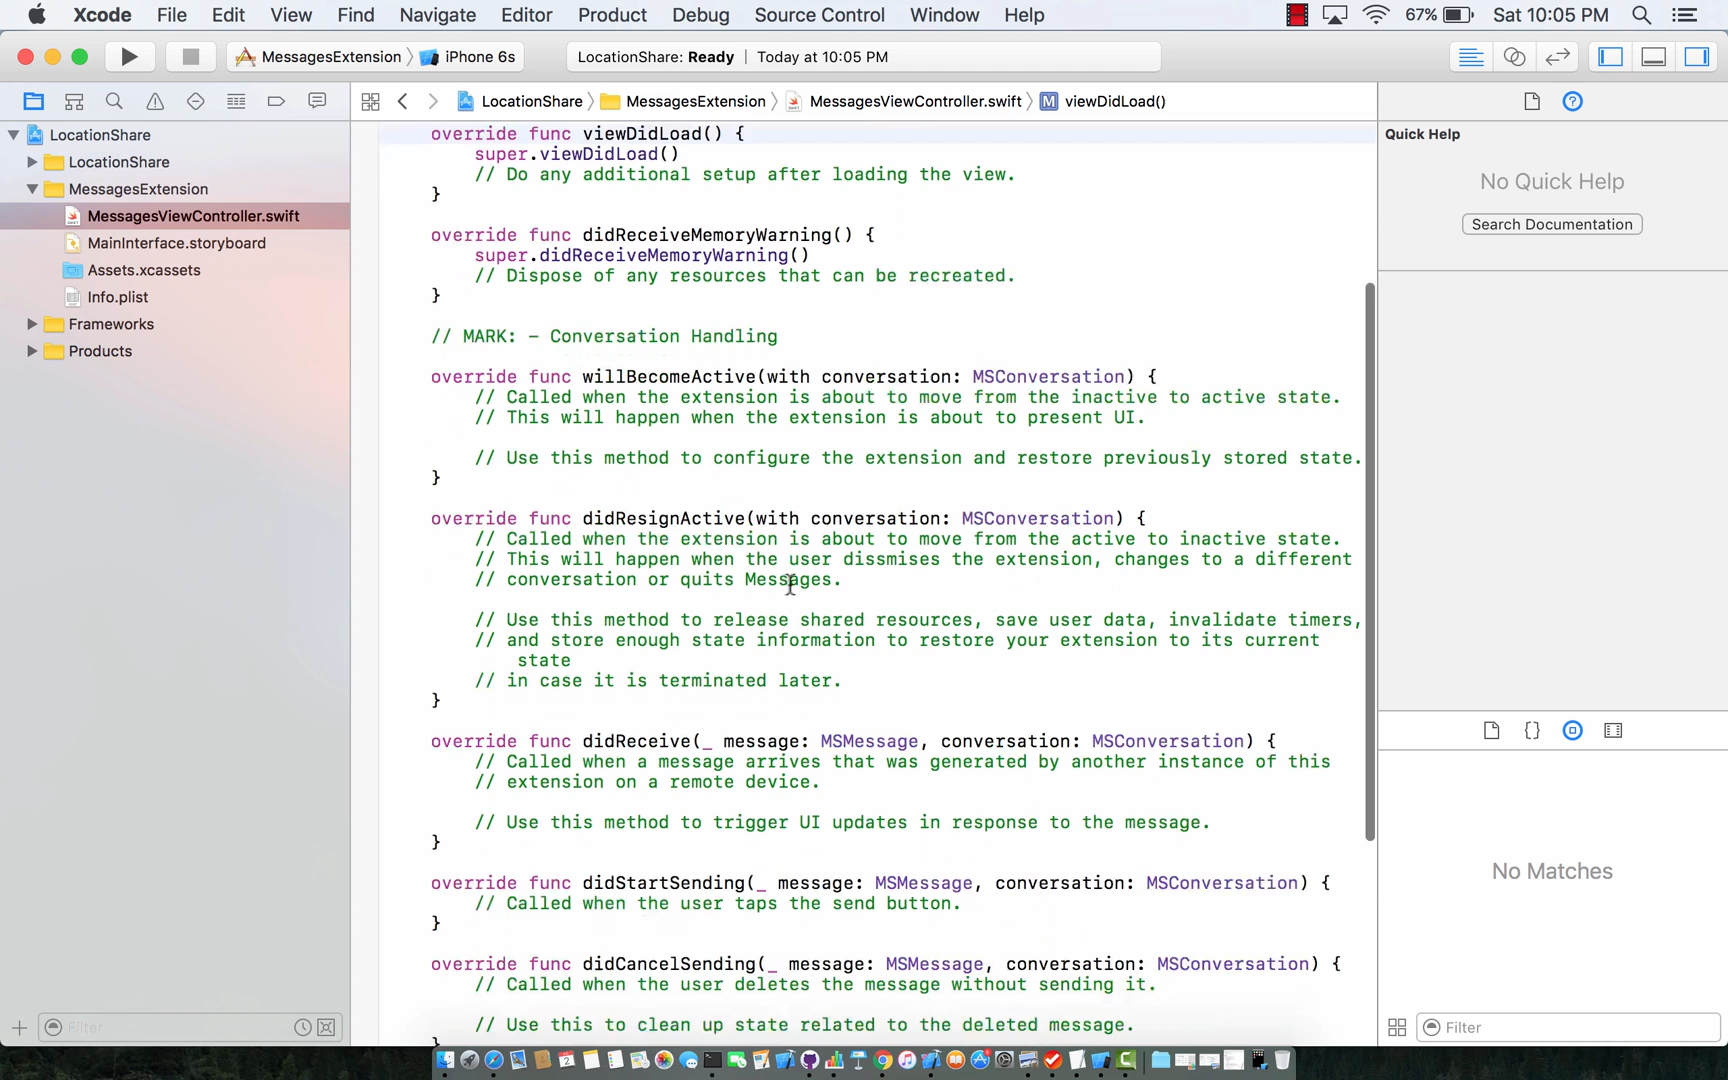 Xcode File Edit View Find Navigate Editor Product Debug Source Control Window Help 67% Sat 10:05 PM
MessagesExtension iPhone 6s LocationShare: Ready Today at 10:05 PM
LocationShare MessagesExtension MessagesViewController.swift M viewDidLoad()
LocationShare
LocationShare
MessagesExtension
MessagesViewController.swift
MainInterface.storyboard
Assets.xcassets
Info.plist
Frameworks
Products
Filter
override func viewDidLoad() {
super.viewDidLoad()
// Do any additional setup after loading the view.
}
override func didReceiveMemoryWarning() {
super.didReceiveMemoryWarning()
// Dispose of any resources that can be recreated.
}
// MARK: - Conversation Handling
override func willBecomeActive(with conversation: MSConversation) {
// Called when the extension is about to move from the inactive to active state.
// This will happen when the extension is about to present UI.
// Use this method to configure the extension and restore previously stored state.
}
override func didResignActive(with conversation: MSConversation) {
// Called when the extension is about to move from the active to inactive state.
// This will happen when the user dissmises the extension, changes to a different
// conversation or quits Messages.
// Use this method to release shared resources, save user data, invalidate timers,
// and store enough state information to restore your extension to its current
state
// in case it is terminated later.
}
override func didReceive(_ message: MSMessage, conversation: MSConversation) {
// Called when a message arrives that was generated by another instance of this
// extension on a remote device.
// Use this method to trigger UI updates in response to the message.
}
override func didStartSending(_ message: MSMessage, conversation: MSConversation) {
// Called when the user taps the send button.
}
override func didCancelSending(_ message: MSMessage, conversation: MSConversation) {
// Called when the user deletes the message without sending it.
// Use this to clean up state related to the deleted message.
}
Quick Help
No Quick Help
Search Documentation
No Matches
Filter